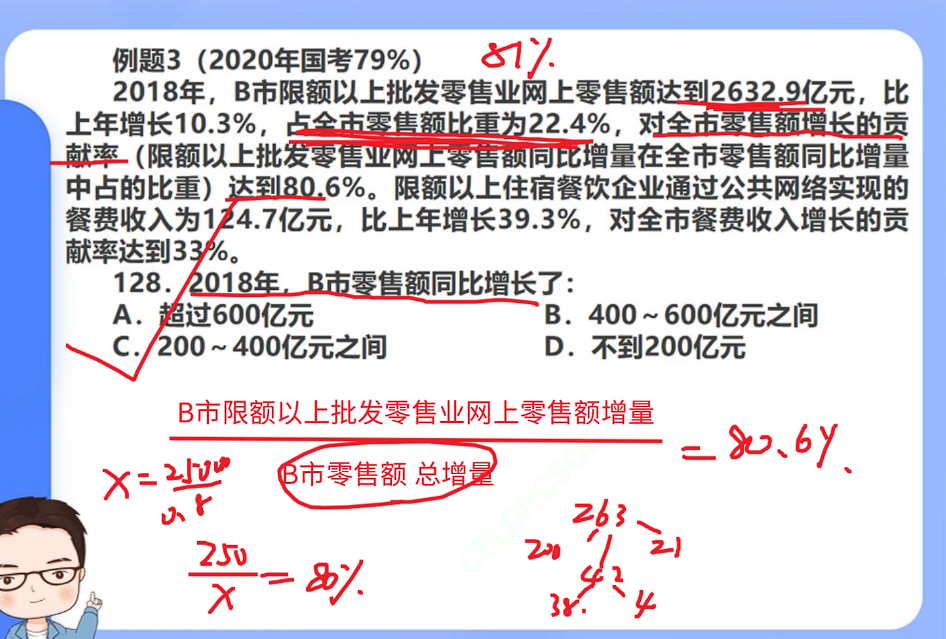 例题3（2020年国考79%） 81%
2018年，B市限额以上批发零售业网上零售额达到2632.9亿元，比
上年增长10.3%，占全市零售额比重为22.4%，对全市零售额增长的贡
献率（限额以上批发零售业网上零售额同比增量在全市零售额同比增量
中占的比重）达到80.6%。限额以上住宿餐饮企业通过公共网络实现的
餐费收入为124.7亿元，比上年增长39.3%，对全市餐费收入增长的贡
献率达到33%。
128．2018年，B市零售额同比增长了：
A．超过600亿元 B．400～600亿元之间
C．200～400亿元之间 D．不到200亿元
B市限额以上批发零售业网上零售额增量
= 80.6%
B市零售额 总增量
263
200 21
42
38 4
250
X
= 80%